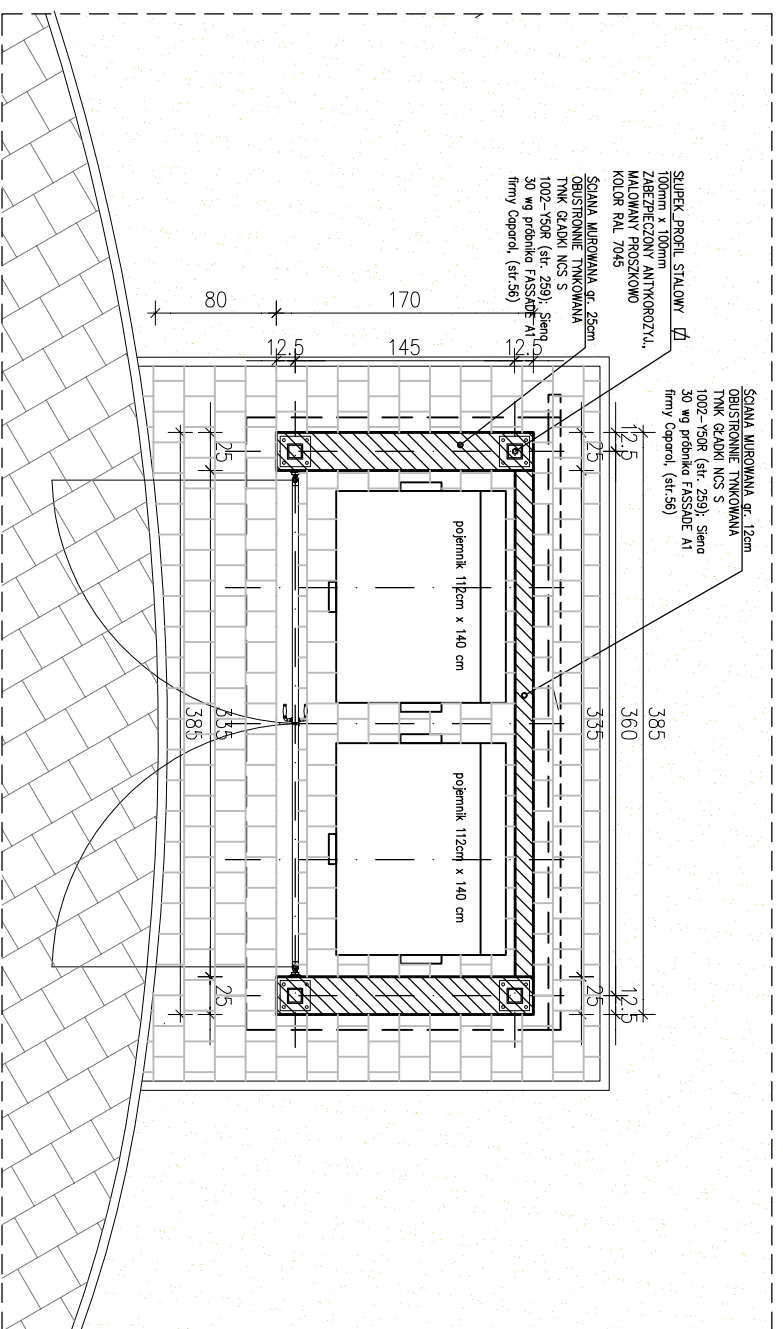 SŁUPEK_PROFIL STALOWY
100mm x 100mm
ZABEZPIECZONY ANTYKOROZYJ.,
MALOWANY PROSZKOWO
KOLOR RAL 7045
ŚCIANA MUROWANA gr. 25cm
OBUSTRONNIE TYNKOWANA
TYNK GŁADKI NCS S
1002-Y50R (str. 259); Siena
30 wg próbnika FASSADE A1
firmy Caparol, (str.56)
ŚCIANA MUROWANA gr. 12cm
OBUSTRONNIE TYNKOWANA
TYNK GŁADKI NCS S
1002-Y50R (str. 259); Siena
30 wg próbnika FASSADE A1
firmy Caparol, (str.56)
80
170
12.5
145
12.5
12.5
385
12.5
360
25
335
25
pojemnik 112cm x 140 cm
pojemnik 112cm x 140 cm
25
335
25
385